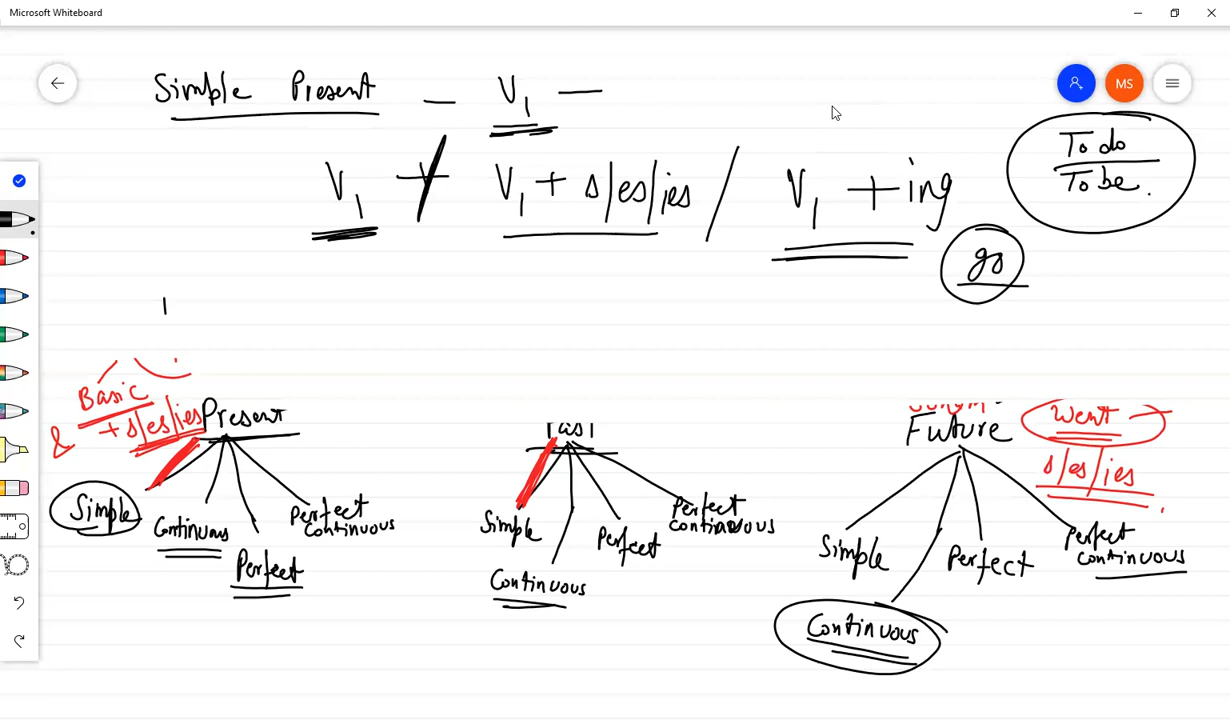 Microsoft Whiteboard
MS
Simple Present – V1 –
V1 + V1 + s/es/ies / V1 + ing
To do
To be.
go
Basic
& + s/es/ies
Present
Simple
Continuous
Perfect
Perfect
Continuous
Past
Simple
Continuous
Perfect
Perfect
Continuous
Future
Went
s/es/ies
Simple
Continuous
Perfect
Perfect
Continuous